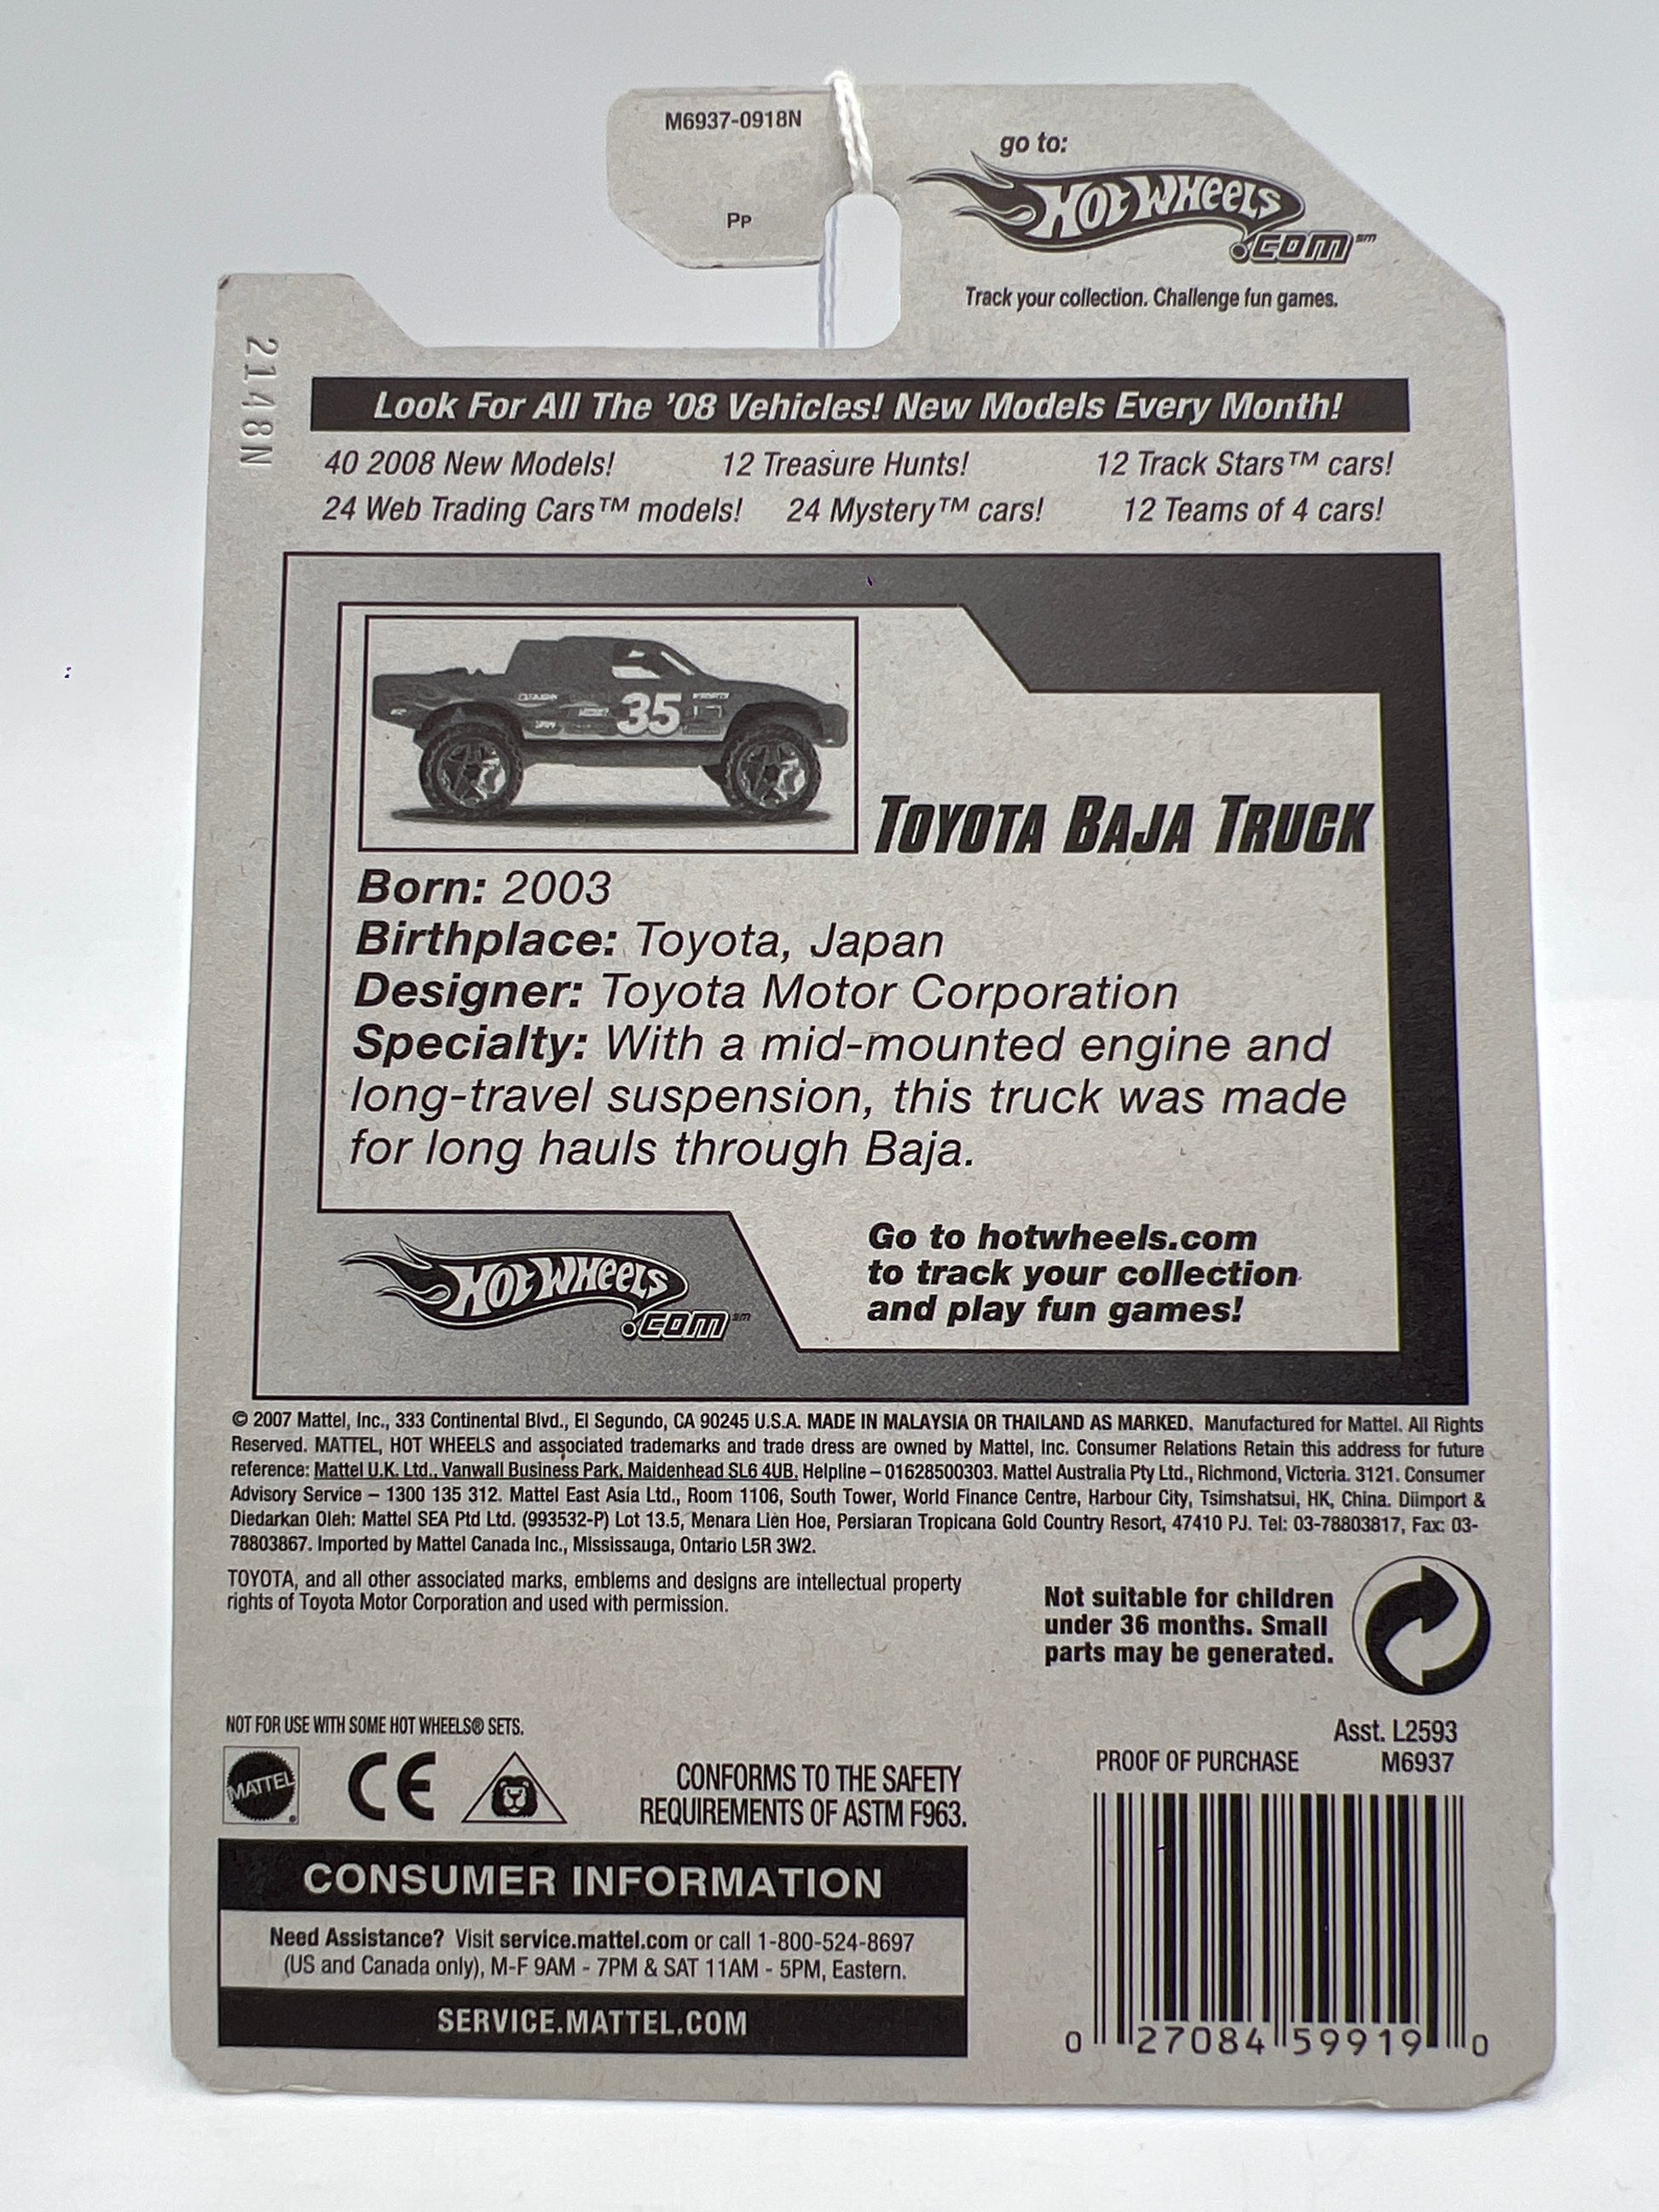 M6937-0918N
Pp
go to:
HOT WHEELS
.COM℠
Track your collection. Challenge fun games.
2148N
Look For All The '08 Vehicles! New Models Every Month!
40 2008 New Models! 12 Treasure Hunts! 12 Track Stars™ cars!
24 Web Trading Cars™ models! 24 Mystery™ cars! 12 Teams of 4 cars!
35
TOYOTA BAJA TRUCK
Born: 2003
Birthplace: Toyota, Japan
Designer: Toyota Motor Corporation
Specialty: With a mid-mounted engine and
long-travel suspension, this truck was made
for long hauls through Baja.
HOT WHEELS
.COM℠
Go to hotwheels.com
to track your collection
and play fun games!
© 2007 Mattel, Inc., 333 Continental Blvd., El Segundo, CA 90245 U.S.A. MADE IN MALAYSIA OR THAILAND AS MARKED. Manufactured for Mattel. All Rights
Reserved. MATTEL, HOT WHEELS and associated trademarks and trade dress are owned by Mattel, Inc. Consumer Relations Retain this address for future
reference: Mattel U.K. Ltd., Vanwall Business Park, Maidenhead SL6 4UB. Helpline – 01628500303. Mattel Australia Pty Ltd., Richmond, Victoria. 3121. Consumer
Advisory Service – 1300 135 312. Mattel East Asia Ltd., Room 1106, South Tower, World Finance Centre, Harbour City, Tsimshatsui, HK, China. Diimport &
Diedarkan Oleh: Mattel SEA Ptd Ltd. (993532-P) Lot 13.5, Menara Lien Hoe, Persiaran Tropicana Gold Country Resort, 47410 PJ. Tel: 03-78803817, Fax: 03-
78803867. Imported by Mattel Canada Inc., Mississauga, Ontario L5R 3W2.
TOYOTA, and all other associated marks, emblems and designs are intellectual property
rights of Toyota Motor Corporation and used with permission.
Not suitable for children
under 36 months. Small
parts may be generated.
NOT FOR USE WITH SOME HOT WHEELS® SETS.
MATTEL
®
CE
CONFORMS TO THE SAFETY
REQUIREMENTS OF ASTM F963.
Asst. L2593
PROOF OF PURCHASE M6937
CONSUMER INFORMATION
Need Assistance? Visit service.mattel.com or call 1-800-524-8697
(US and Canada only), M-F 9AM - 7PM & SAT 11AM - 5PM, Eastern.
SERVICE.MATTEL.COM
0 27084 59919 0